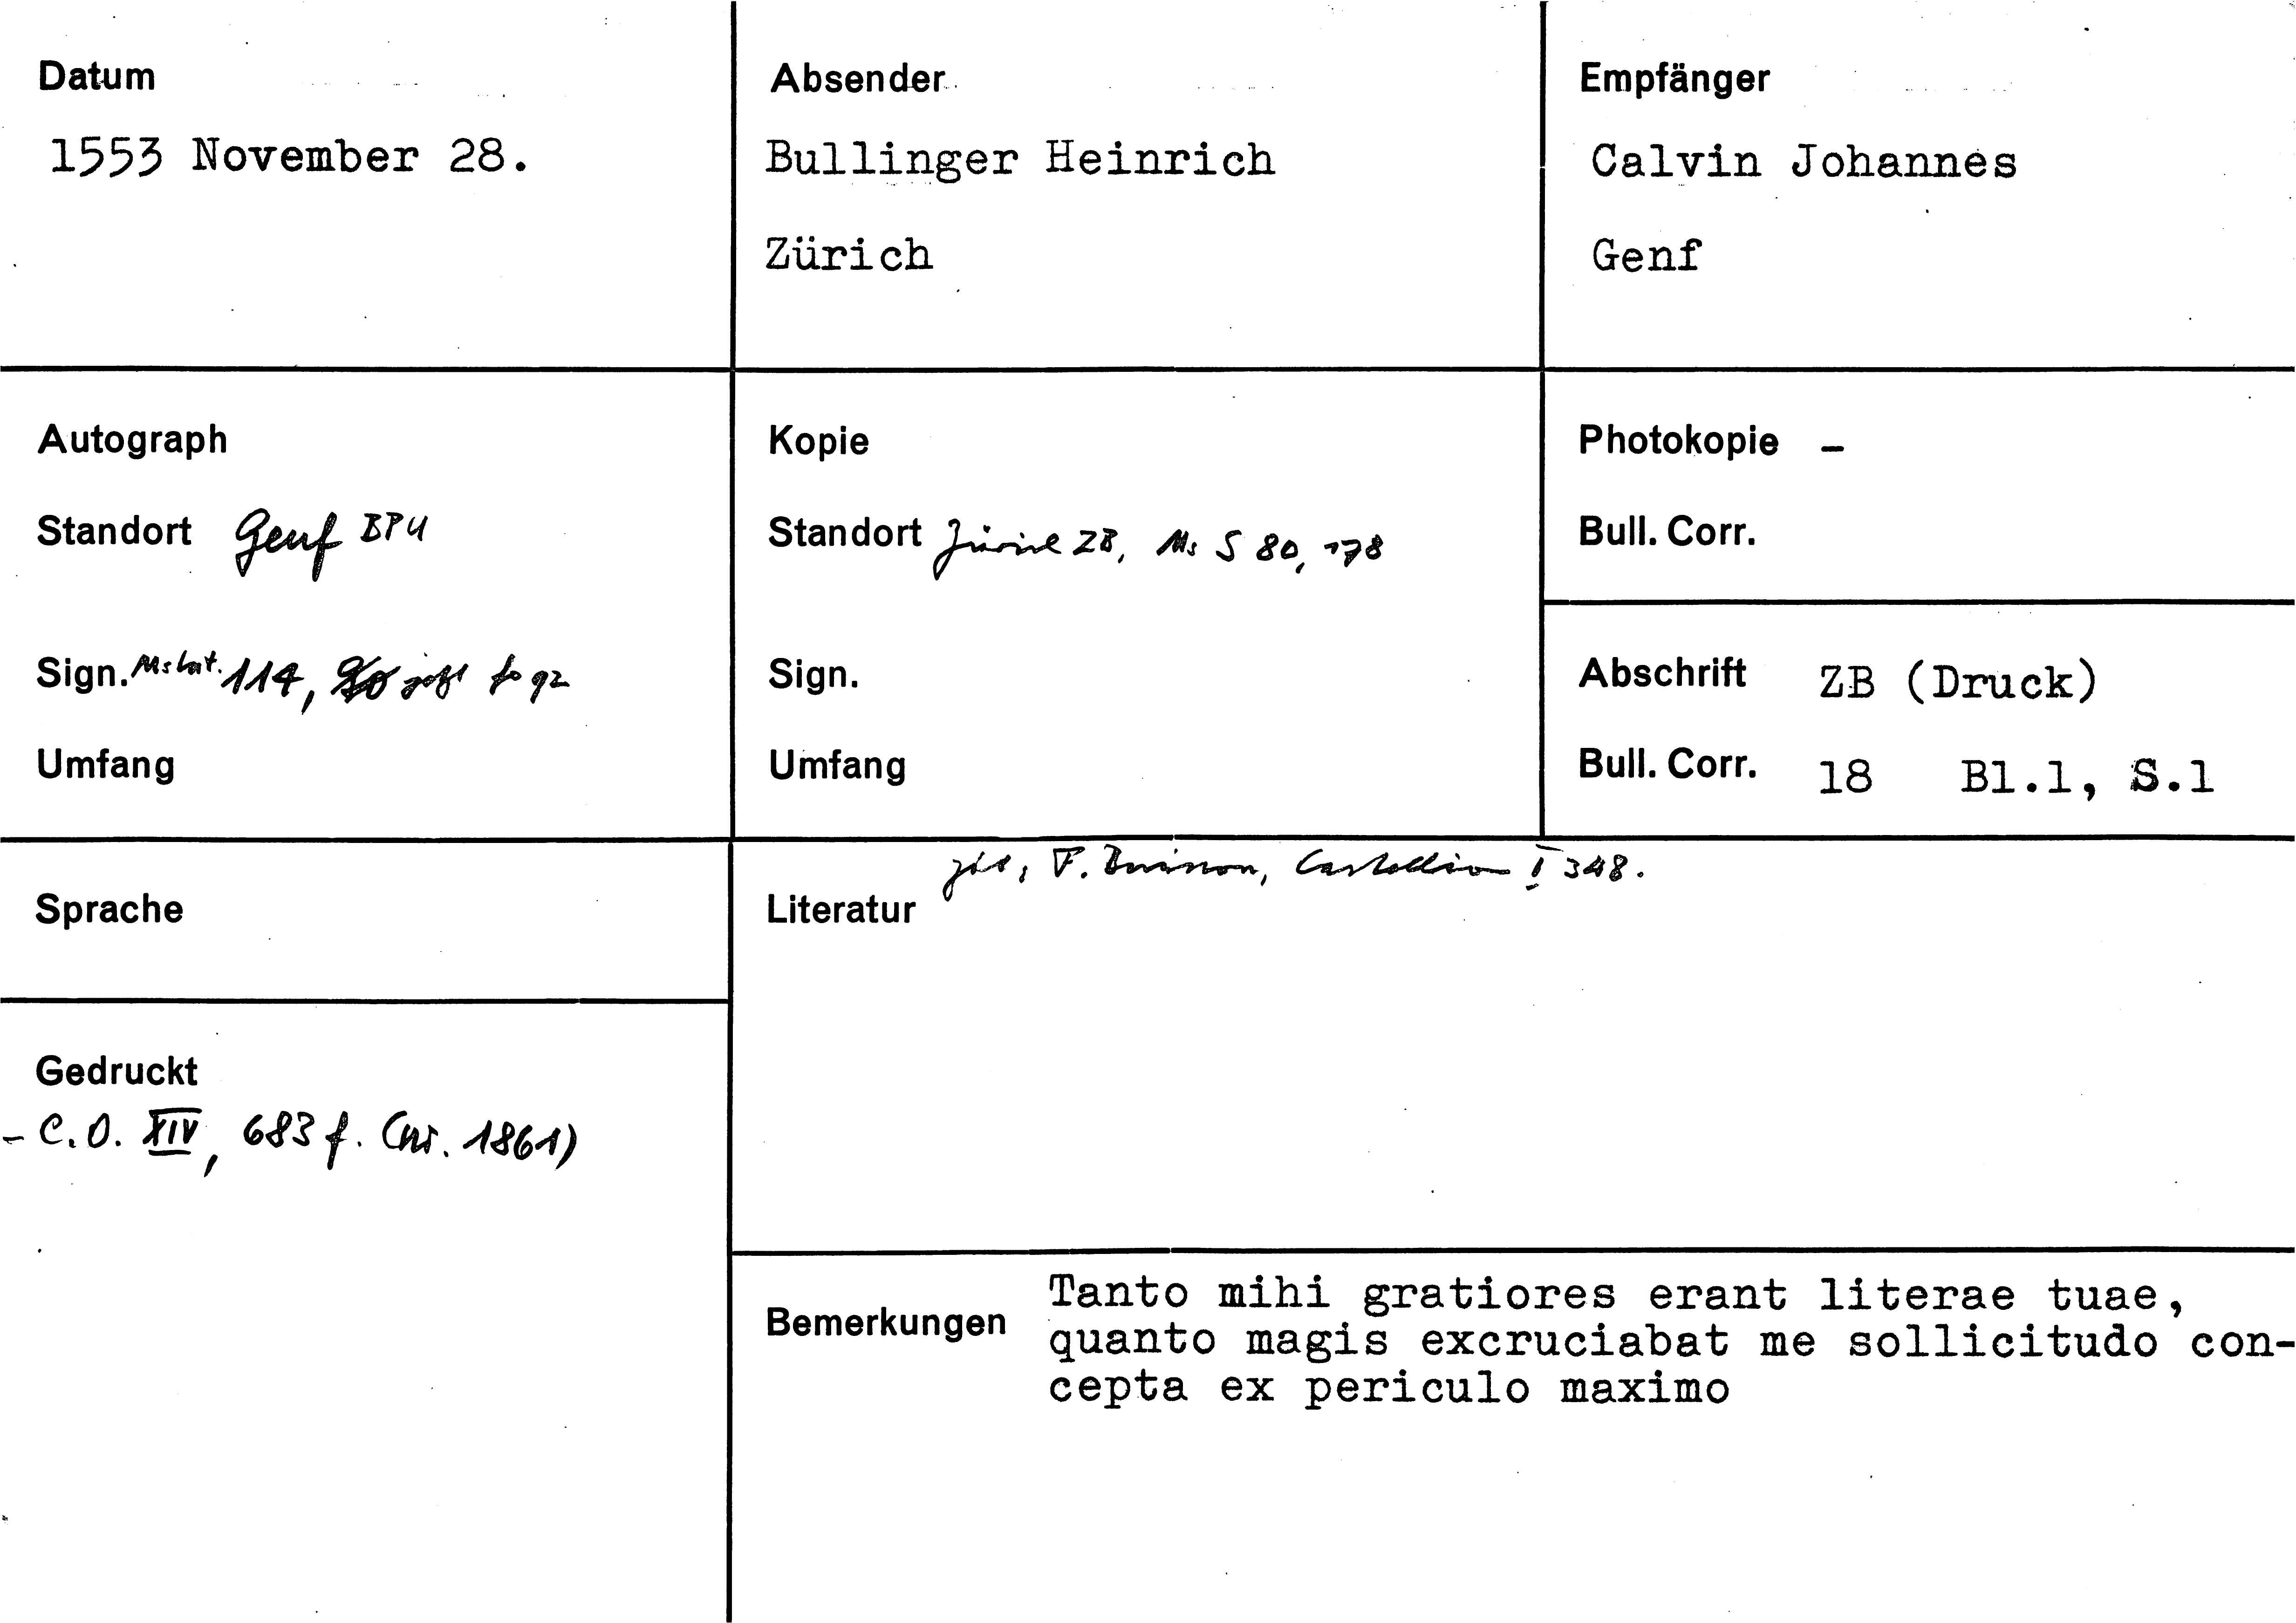 Datum
1553 November 28.
Absender
Bullinger Heinrich
Zürich
Empfänger
Calvin Johannes
Genf
Autograph
Standort Genf BPU
Sign. Ms lat. 114, jetzt fo 92
Umfang
Kopie
Standort Zürich ZB, Ms S 80, 178
Sign.
Umfang
Photokopie -
Bull. Corr.
Abschrift ZB (Druck)
Bull. Corr. 18 Bl.1, S.1
Sprache
Gedruckt
- C.O. XIV, 683 f. (nr. 1861)
zit: F. Buisson, Castellion I 348.
Literatur
Bemerkungen
Tanto mihi gratiores erant literae tuae,
quanto magis excruciabat me sollicitudo con-
cepta ex periculo maximo